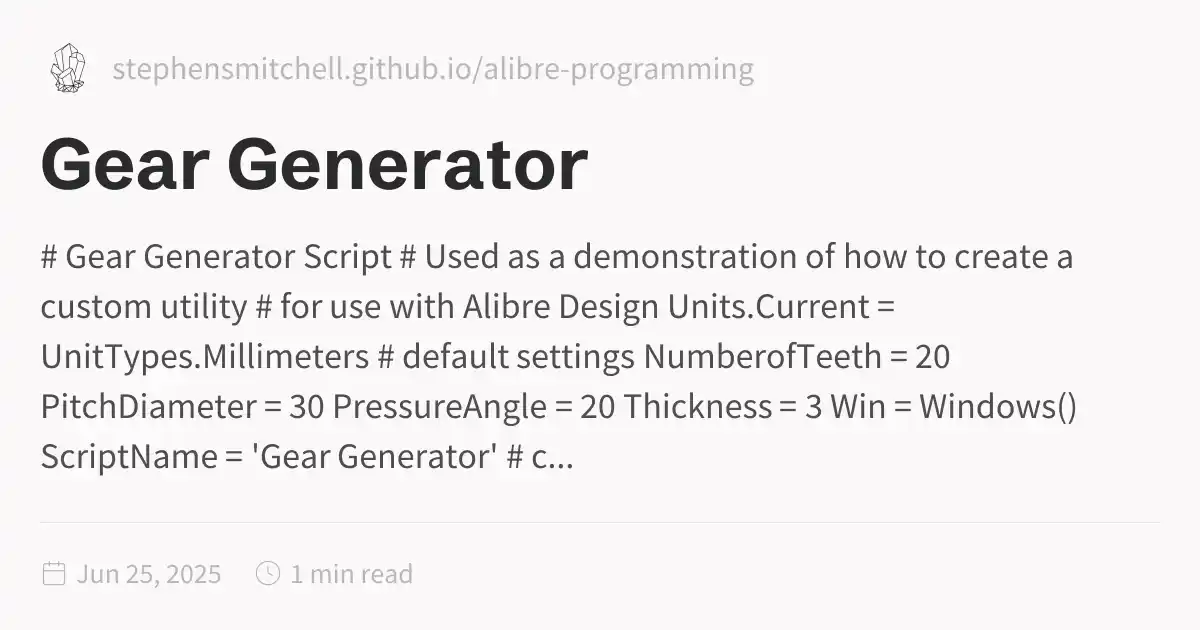 stephensmitchell.github.io/alibre-programming
Gear Generator
# Gear Generator Script # Used as a demonstration of how to create a
custom utility # for use with Alibre Design Units.Current =
UnitTypes.Millimeters # default settings NumberofTeeth = 20
PitchDiameter = 30 PressureAngle = 20 Thickness = 3 Win = Windows()
ScriptName = 'Gear Generator' # c...
Jun 25, 2025 1 min read